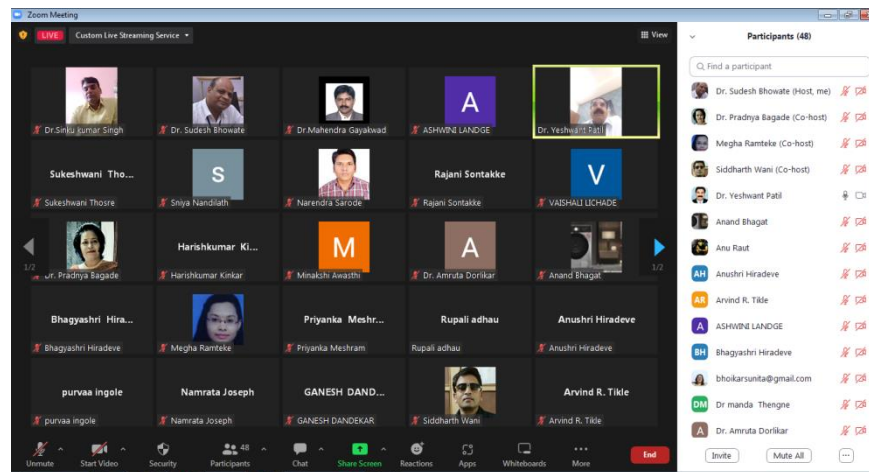 Zoom Meeting
LIVE Custom Live Streaming Service View
Dr.Sinku kumar Singh
Dr. Sudesh Bhowate
Dr.Mahendra Gayakwad
A
ASHWINI LANDGE
Dr. Yeshwant Patil
Sukeshwani Tho...
Sukeshwani Thosre
S
Sniya Nandilath
Narendra Sarode
Rajani Sontakke
Rajani Sontakke
V
VAISHALI LICHADE
1/2
Dr. Pradnya Bagade
Harishkumar Ki...
Harishkumar Kinkar
M
Minakshi Awasthi
A
Dr. Amruta Dorlikar
Anand Bhagat
1/2
Bhagyashri Hira...
Bhagyashri Hiradeve
Megha Ramteke
Priyanka Meshr...
Priyanka Meshram
Rupali adhau
Rupali adhau
Anushri Hiradeve
Anushri Hiradeve
purvaa ingole
purvaa ingole
Namrata Joseph
Namrata Joseph
GANESH DAND...
GANESH DANDEKAR
Siddharth Wani
Arvind R. Tikle
Arvind R. Tikle
Unmute
Start Video
Security
48
Participants
Chat
Share Screen
Reactions
Apps
Whiteboards
More
End
Participants (48)
Find a participant
Dr. Sudesh Bhowate (Host, me)
Dr. Pradnya Bagade (Co-host)
Megha Ramteke (Co-host)
Siddharth Wani (Co-host)
Dr. Yeshwant Patil
Anand Bhagat
Anu Raut
AH Anushri Hiradeve
AR Arvind R. Tikle
A ASHWINI LANDGE
BH Bhagyashri Hiradeve
bhoikarsunita@gmail.com
DM Dr manda Thengne
A Dr. Amruta Dorlikar
Invite
Mute All